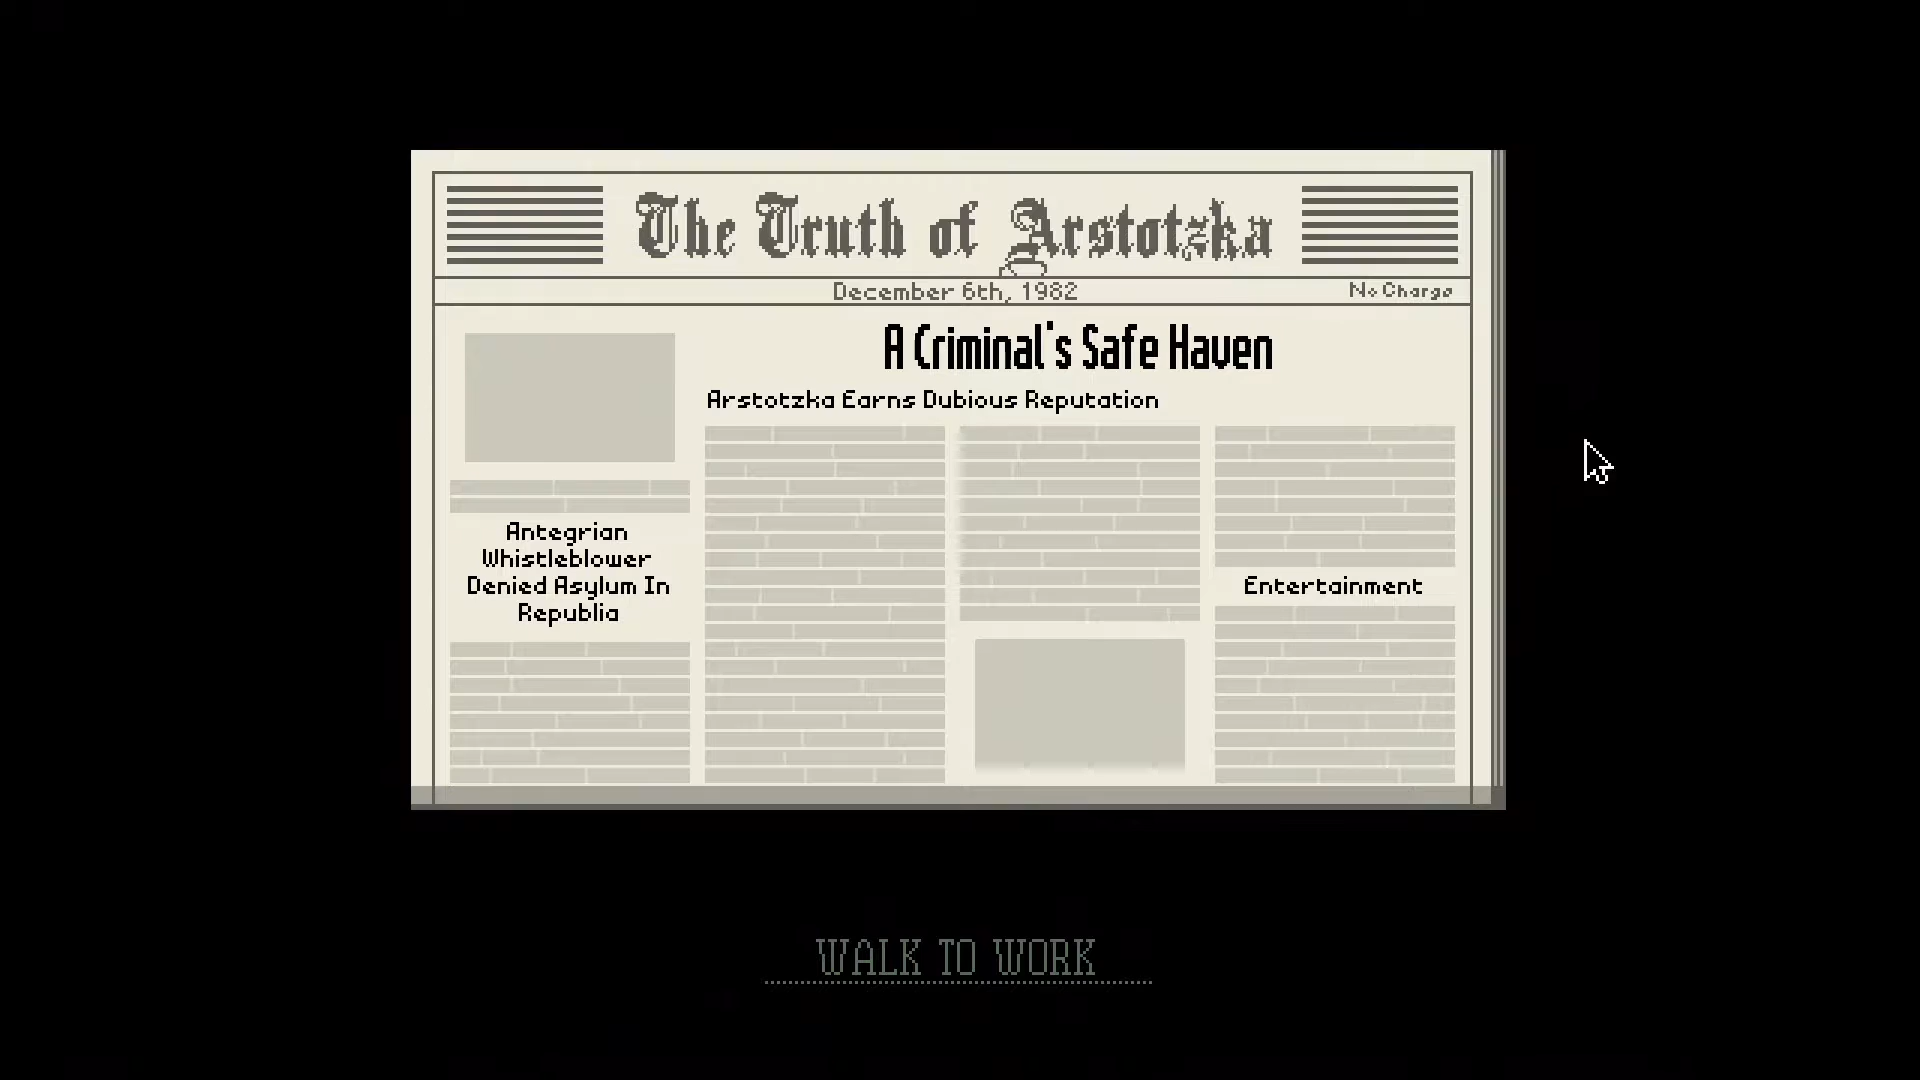 The Truth of Arstotzka
December 6th, 1982
No Charge
A Criminal's Safe Haven
Arstotzka Earns Dubious Reputation
Antegrian
Whistleblower
Denied Asylum In
Republia
Entertainment
WALK TO WORK